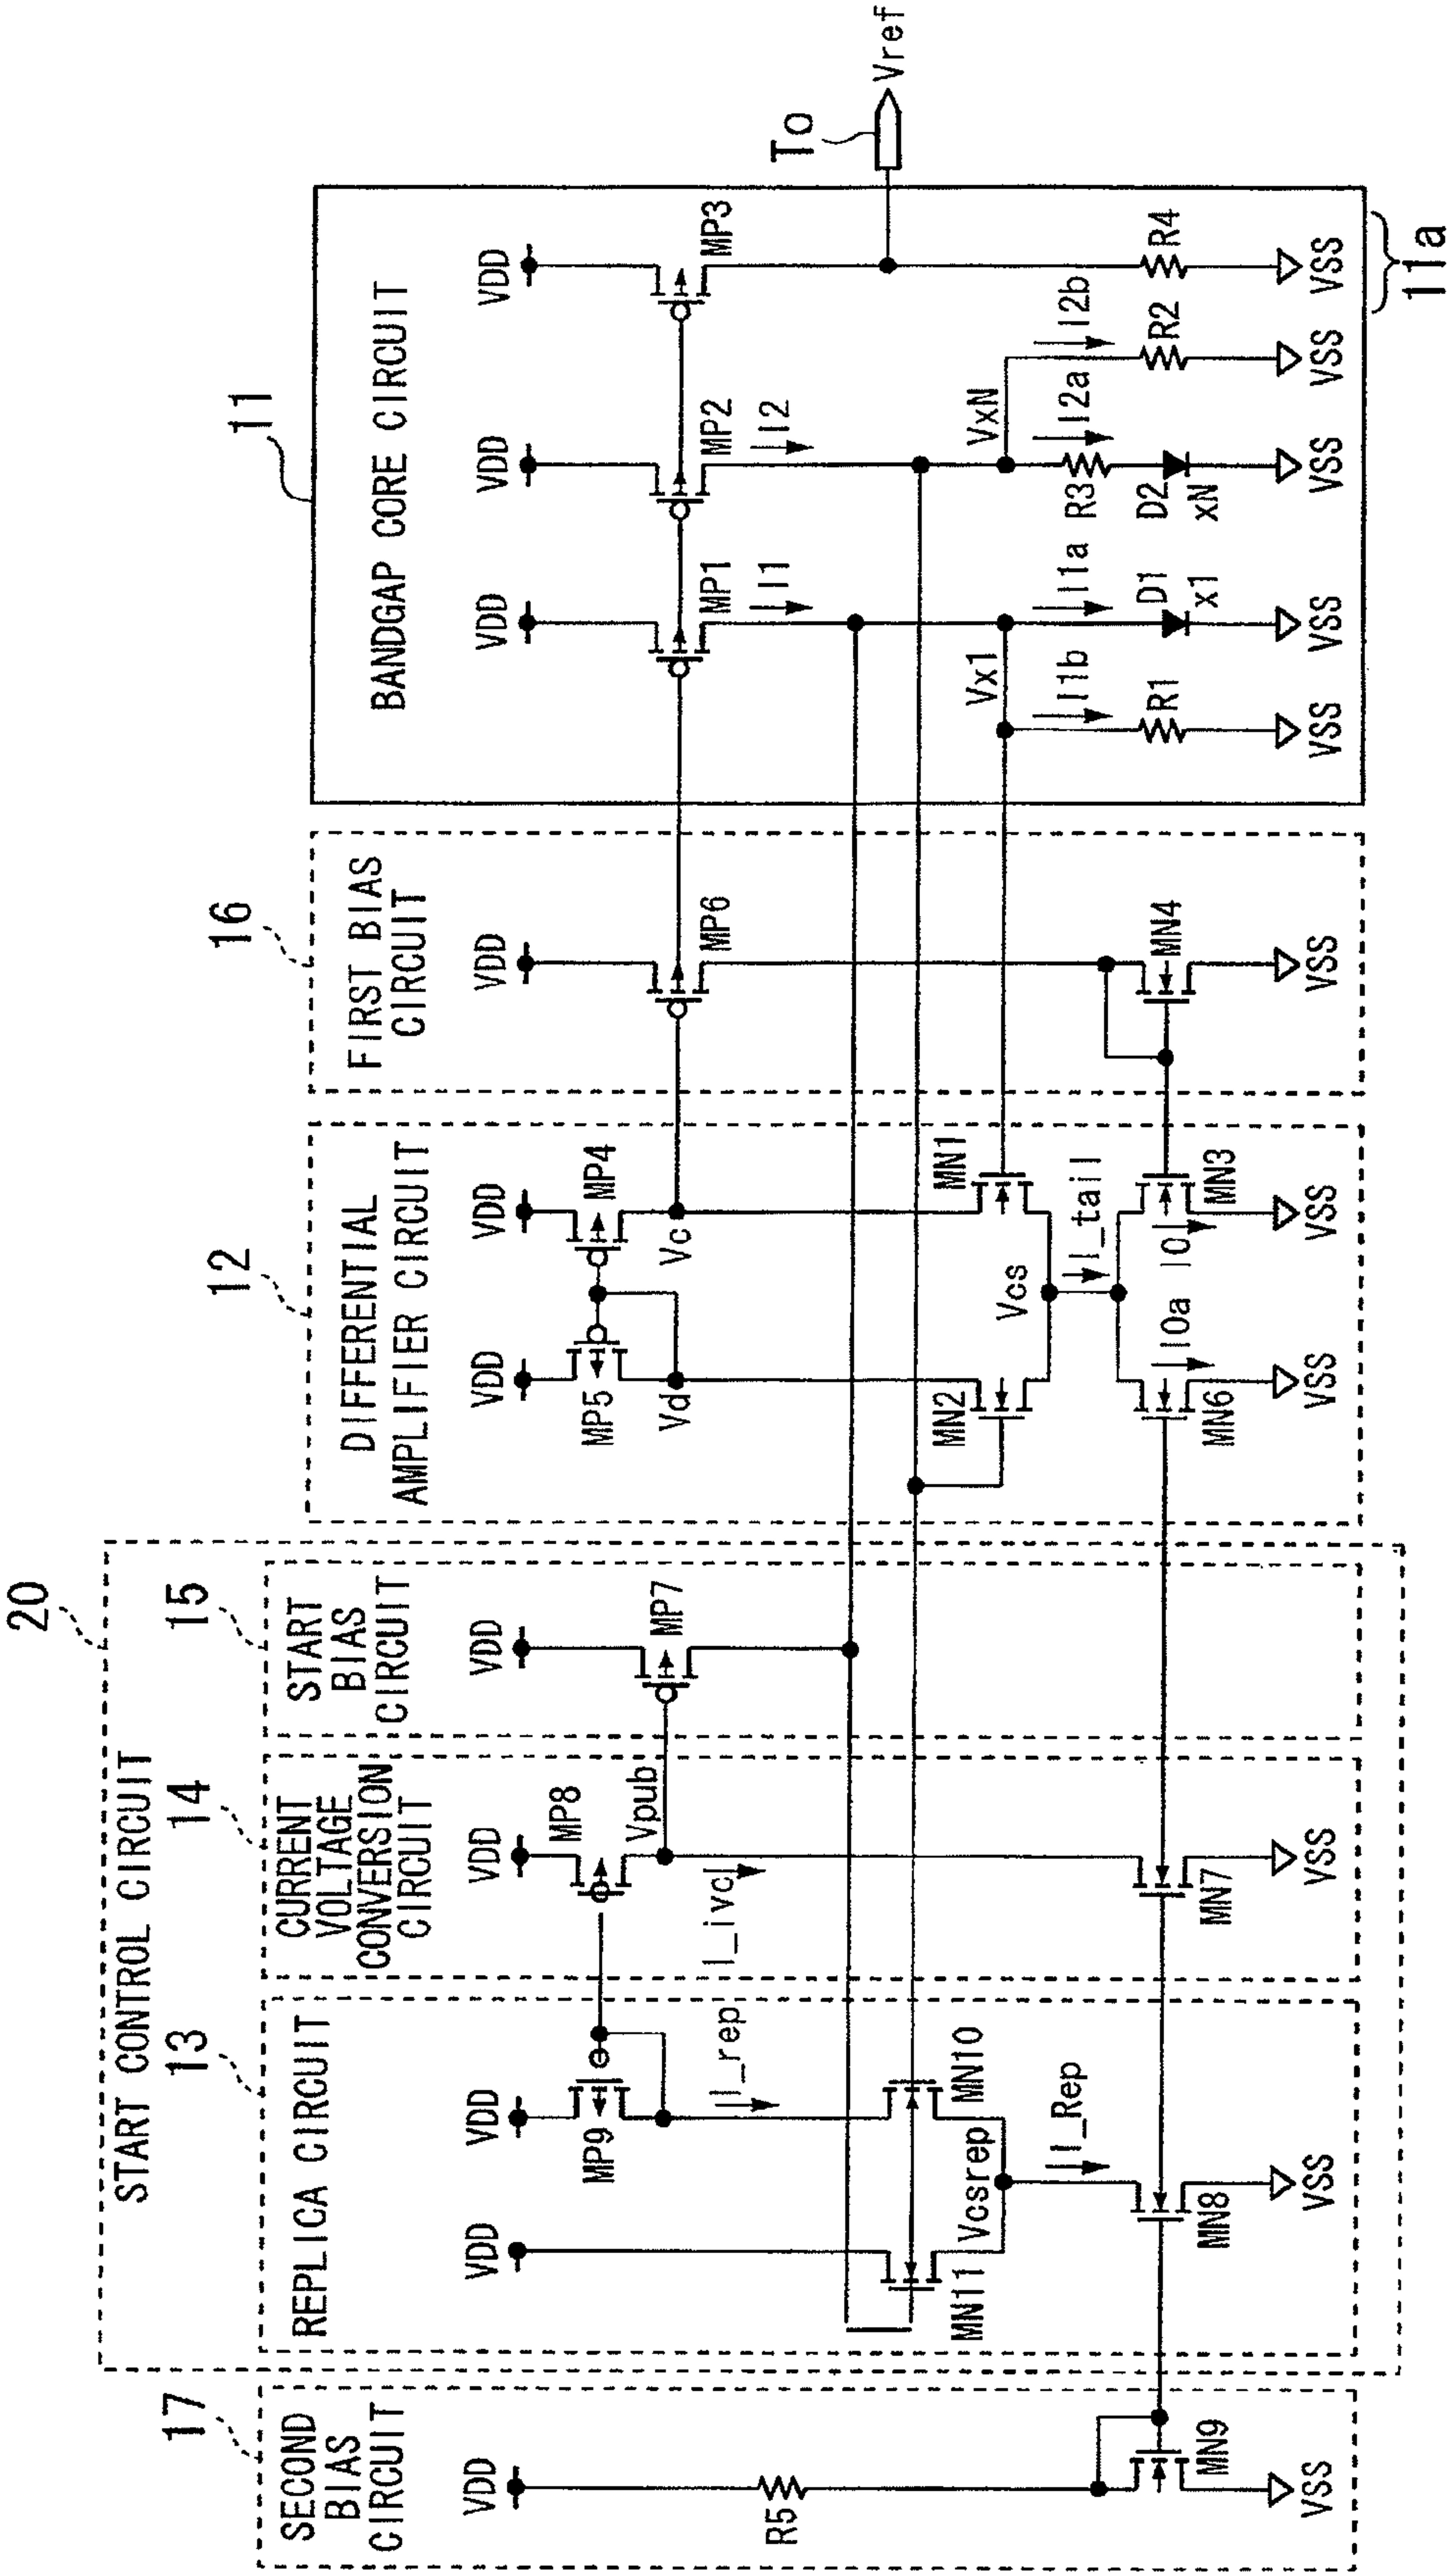 20
START CONTROL CIRCUIT
17
SECOND
BIAS
CIRCUIT
VDD
R5
MN9
VSS
13
REPLICA CIRCUIT
VDD
VDD
MP9
I_rep
MN11
MN10
Vcsrep
I_Rep
MN8
VSS
14
CURRENT
VOLTAGE
CONVERSION
CIRCUIT
VDD
MP8
Vpub
I_ivc
MN7
VSS
15
START
BIAS
CIRCUIT
VDD
MP7
12
DIFFERENTIAL
AMPLIFIER CIRCUIT
VDD
VDD
MP5
MP4
Vd
Vc
MN2
MN1
Vcs
I_tail
I0a
I0
MN6
MN3
VSS
VSS
16
FIRST BIAS
CIRCUIT
VDD
MP6
MN4
VSS
11
BANDGAP CORE CIRCUIT
VDD
VDD
VDD
MP1
MP2
MP3
I1
I2
To
Vref
Vx1
VxN
I1b
I1a
I2a
I2b
R1
D1
x1
R3
D2
xN
R2
R4
VSS
VSS
VSS
VSS
VSS
11a